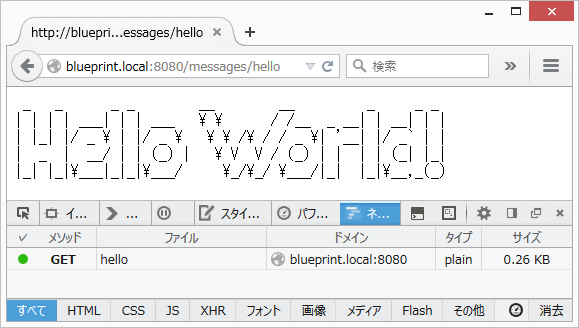 http://bluepri...essages/hello
blueprint.local:8080/messages/hello
検索
Hello World!
イ...
...
スタイ...
パフ...
ネ...
メソッド ファイル ドメイン タイプ サイズ
GET hello blueprint.local:8080 plain 0.26 KB
すべて HTML CSS JS XHR フォント 画像 メディア Flash その他 消去